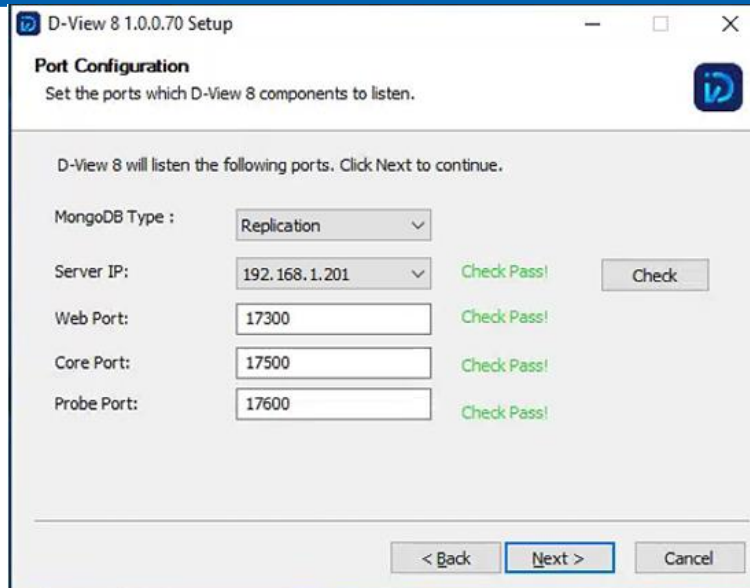 D-View 8 1.0.0.70 Setup
Port Configuration
Set the ports which D-View 8 components to listen.
D-View 8 will listen the following ports. Click Next to continue.
MongoDB Type : Replication
Server IP: 192.168.1.201 Check Pass! Check
Web Port: 17300 Check Pass!
Core Port: 17500 Check Pass!
Probe Port: 17600 Check Pass!
< Back Next > Cancel